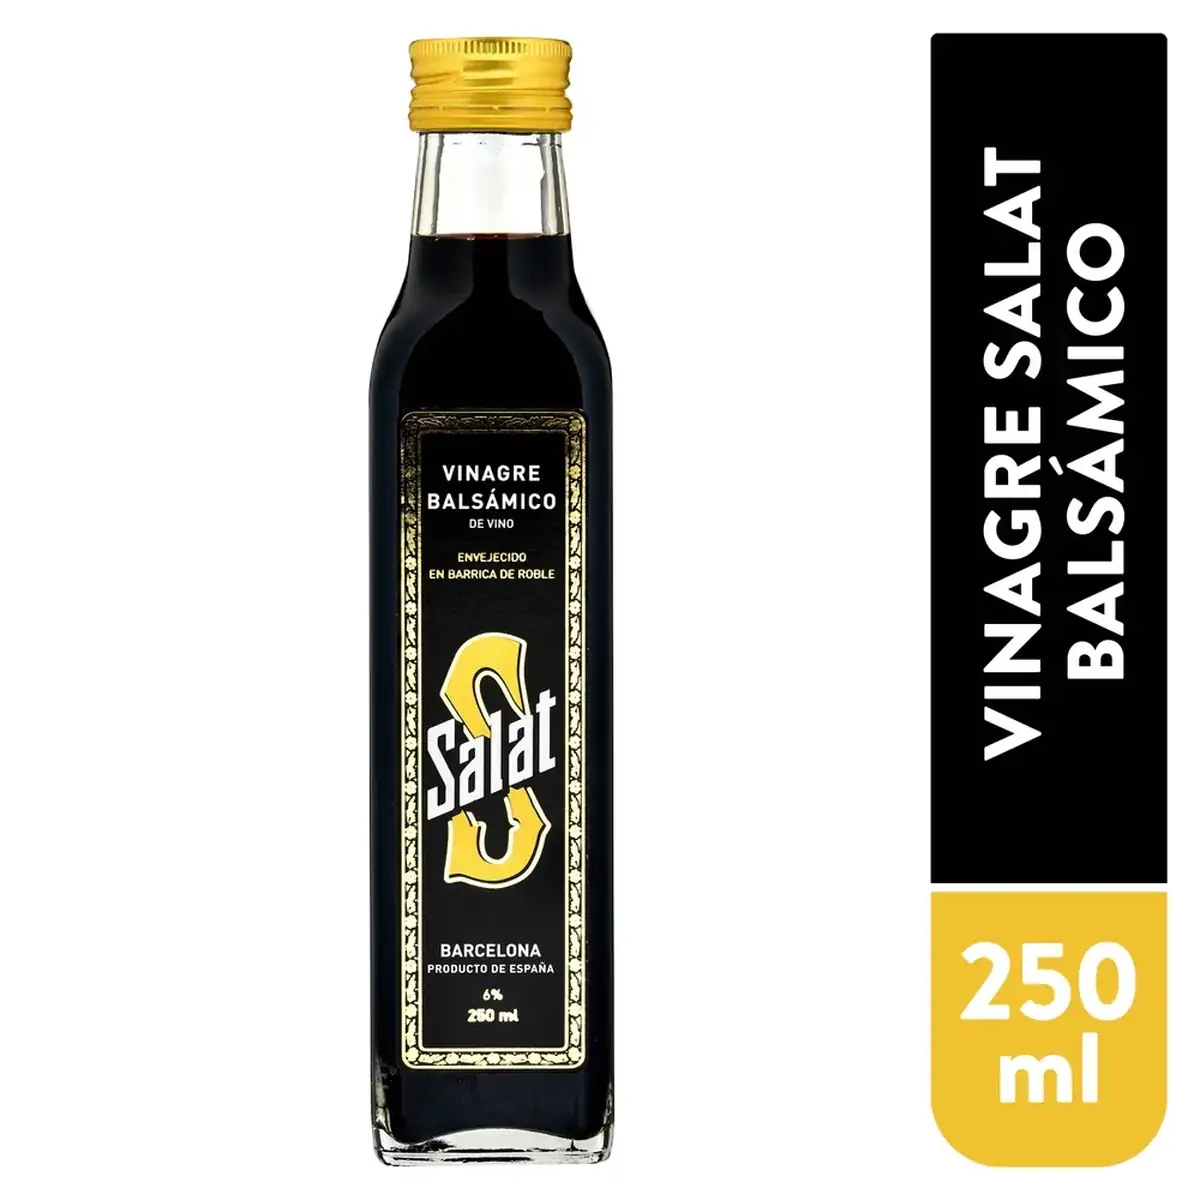 VINAGRE
BALSÁMICO
DE VINO
ENVEJECIDO
EN BARRICA DE ROBLE
Salat
BARCELONA
PRODUCTO DE ESPAÑA
6%
250 ml
VINAGRE SALAT
BALSÁMICO
250
ml